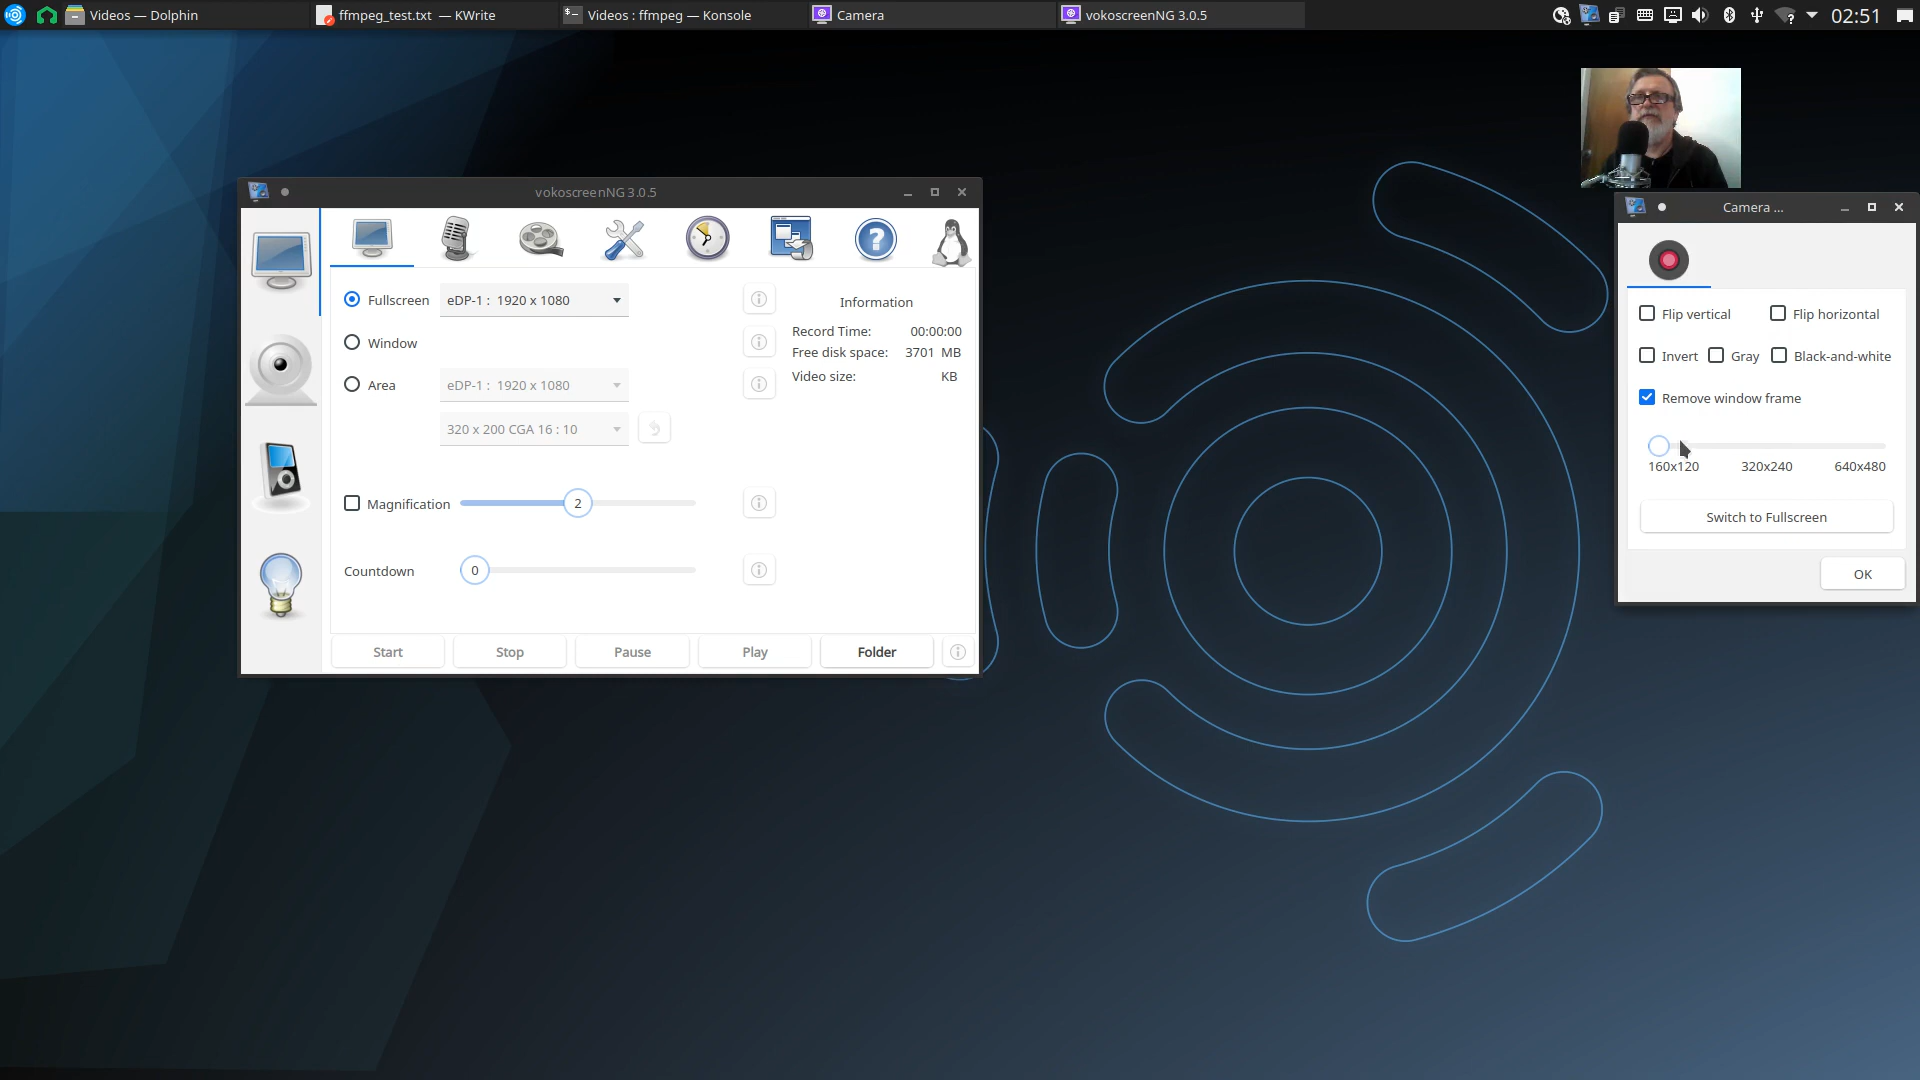 Videos — Dolphin
ffmpeg_test.txt — KWrite
Videos : ffmpeg — Konsole
Camera
vokoscreenNG 3.0.5
02:51
vokoscreenNG 3.0.5
Fullscreen
eDP-1 : 1920 x 1080
Window
Area
eDP-1 : 1920 x 1080
320 x 200 CGA 16 : 10
Magnification
2
Countdown
0
Information
Record Time: 00:00:00
Free disk space: 3701 MB
Video size: KB
Start
Stop
Pause
Play
Folder
Camera ...
Flip vertical
Flip horizontal
Invert
Gray
Black-and-white
Remove window frame
160x120
320x240
640x480
Switch to Fullscreen
OK